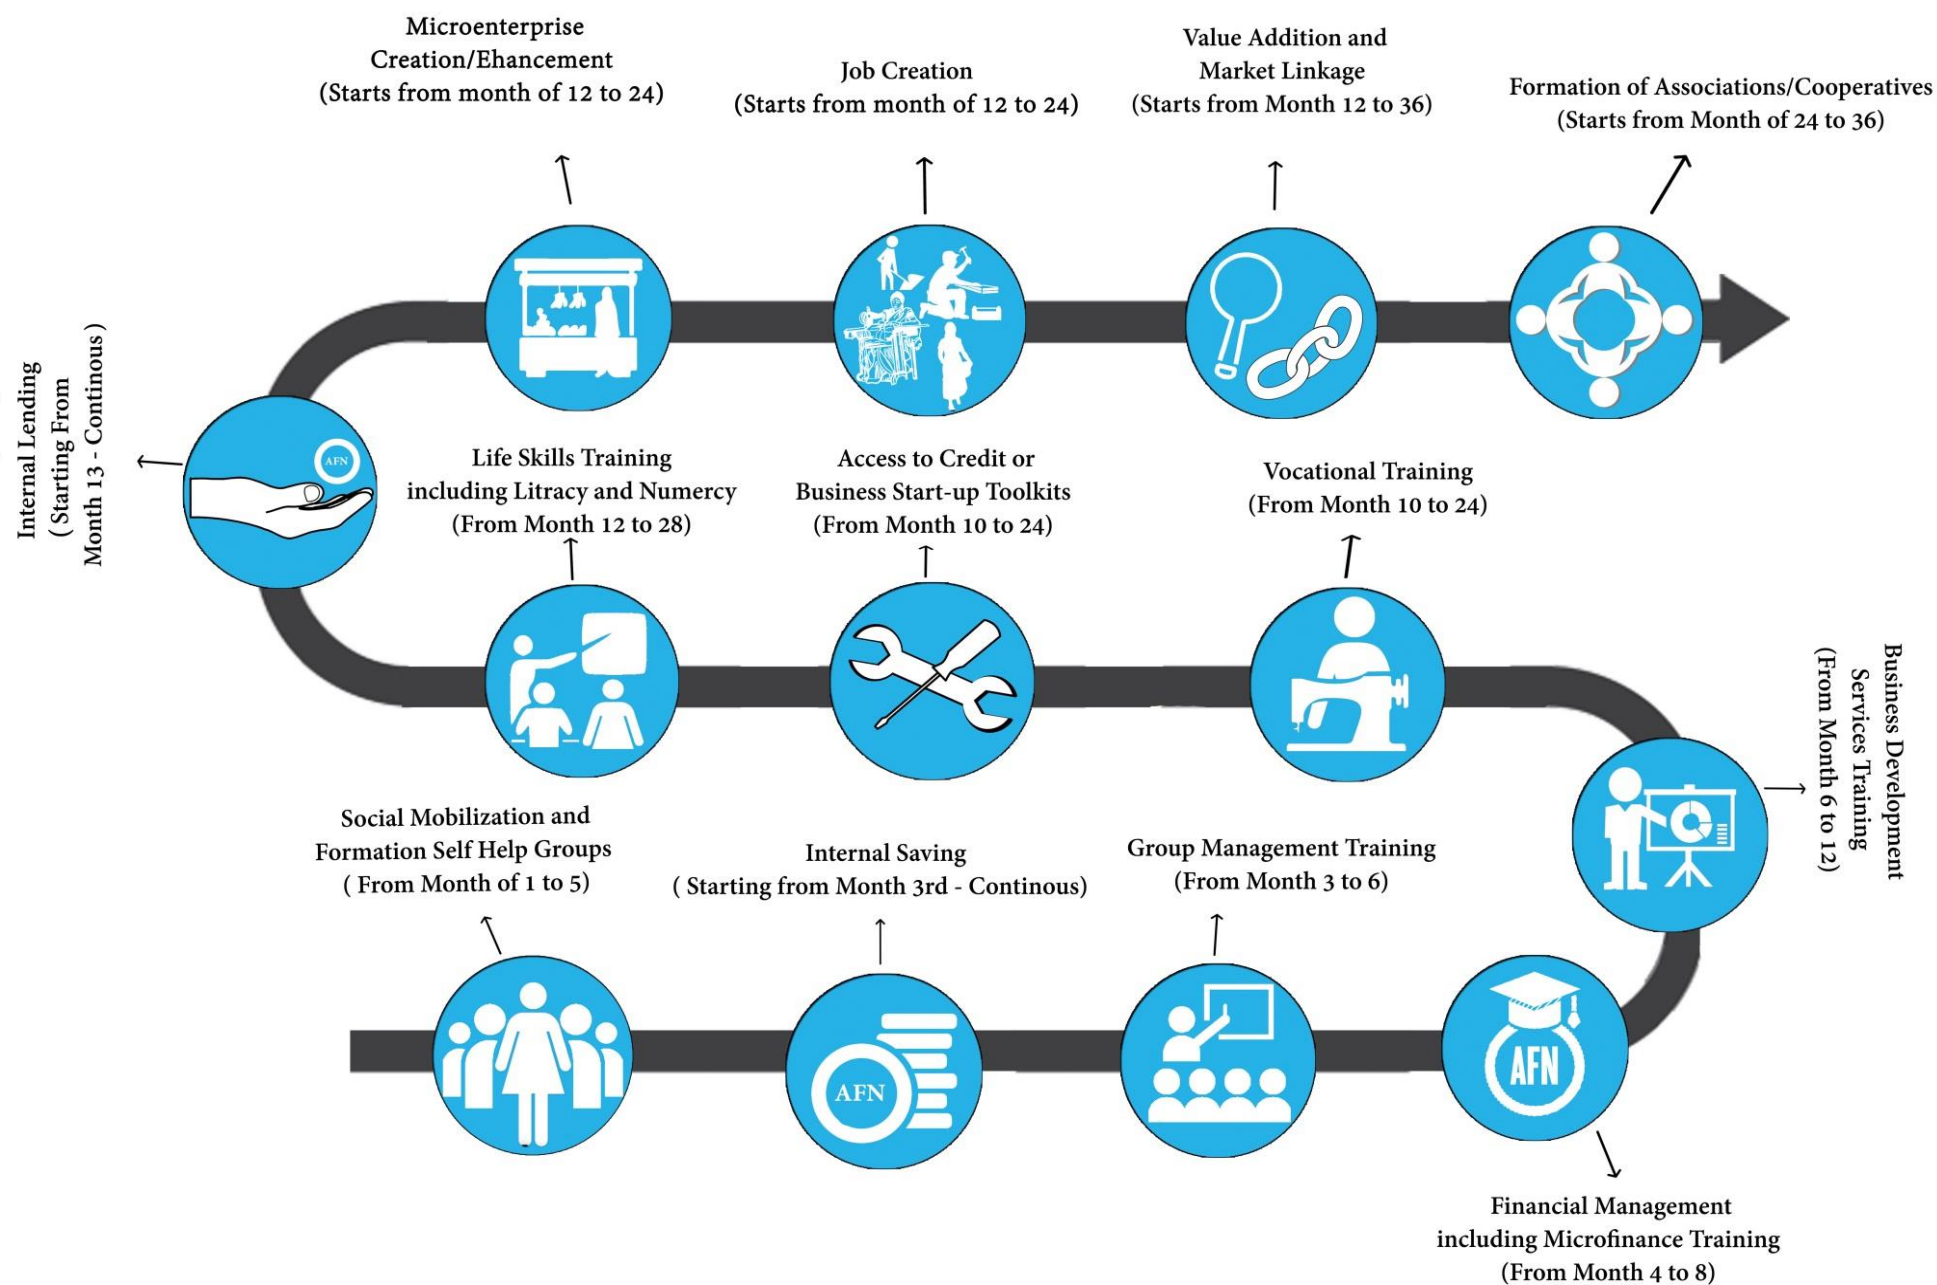 Microenterprise
Creation/Ehancement
(Starts from month of 12 to 24)
Job Creation
(Starts from month of 12 to 24)
Value Addition and
Market Linkage
(Starts from Month 12 to 36)
Formation of Associations/Cooperatives
(Starts from Month of 24 to 36)
Internal Lending
( Starting From
Month 13 - Continous )
AFN
Life Skills Training
including Litracy and Numercy
(From Month 12 to 28)
Access to Credit or
Business Start-up Toolkits
(From Month 10 to 24)
Vocational Training
(From Month 10 to 24)
Business Development
Services Training
(From Month 6 to 12)
Social Mobilization and
Formation Self Help Groups
( From Month of 1 to 5)
Internal Saving
( Starting from Month 3rd - Continous)
AFN
Group Management Training
(From Month 3 to 6)
AFN
Financial Management
including Microfinance Training
(From Month 4 to 8)